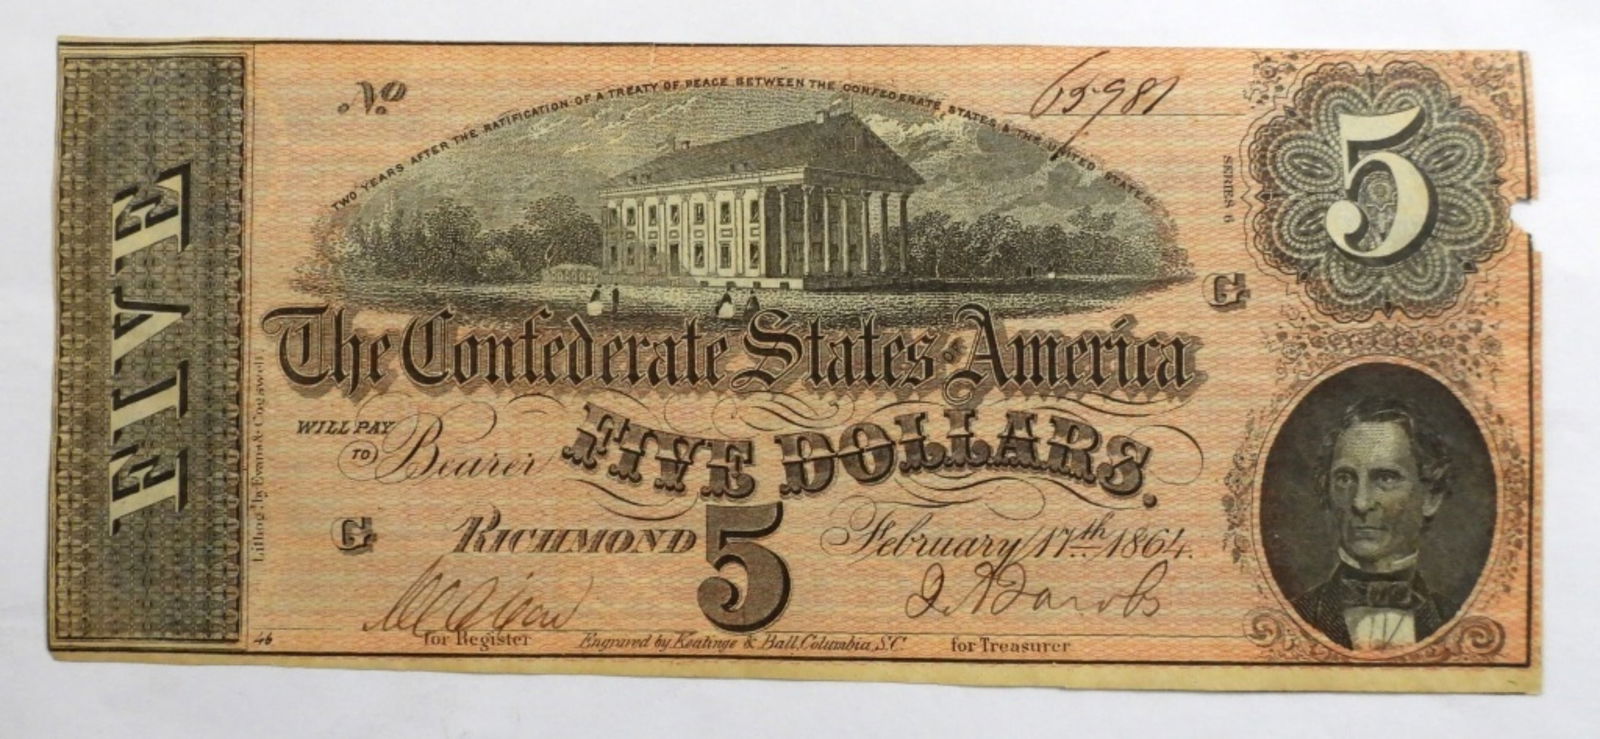 FIVE
No 65981
TWO YEARS AFTER THE RATIFICATION OF A TREATY OF PEACE BETWEEN THE CONFEDERATE STATES & THE UNITED STATES
SERIES 6
5
G
The Confederate States of America
WILL PAY TO Bearer FIVE DOLLARS.
G
RICHMOND 5 February 17th 1864.
for Register
for Treasurer
46
Engraved by Keatinge & Ball, Columbia, S.C.
Lithog'd by Evans & Cogswell